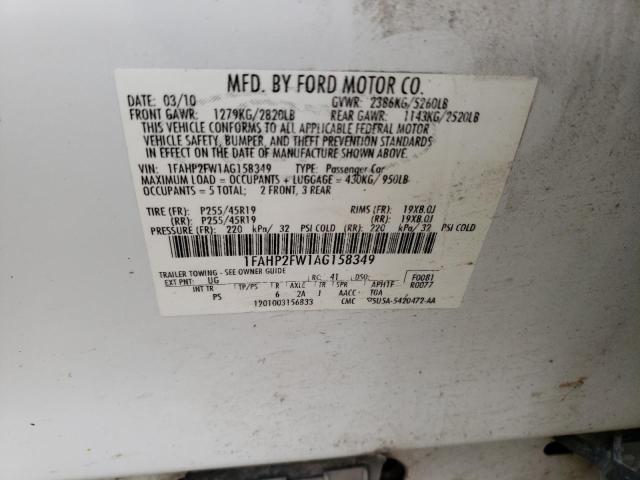 MFD. BY FORD MOTOR CO.
DATE: 03/10 GVWR: 2386KG/5260LB
FRONT GAWR: 1279KG/2820LB REAR GAWR: 1143KG/2520LB
THIS VEHICLE CONFORMS TO ALL APPLICABLE FEDERAL MOTOR
VEHICLE SAFETY, BUMPER, AND THEFT PREVENTION STANDARDS
IN EFFECT ON THE DATE OF MANUFACTURE SHOWN ABOVE.
VIN: 1FAHP2FW1AG158349 TYPE: Passenger Car
MAXIMUM LOAD = OCCUPANTS + LUGGAGE = 430KG/ 950LB
OCCUPANTS = 5 TOTAL; 2 FRONT, 3 REAR
TIRE (FR): P255/45R19 RIMS (FR): 19X8.0J
(RR): P255/45R19 (RR): 19X8.0J
PRESSURE (FR): 220 kPa/ 32 PSI COLD (RR): 220 kPa/ 32 PSI COLD
1FAHP2FW1AG158349
TRAILER TOWING - SEE OWNER GUIDE
EXT PNT: UG RC: 41 DSO: F0081
INT TR TP/PS R AXLE TR SPR APHTF R0077
PS 6 2A J AACC TOA
1201003156833 CMC 5U5A-5420472-AA